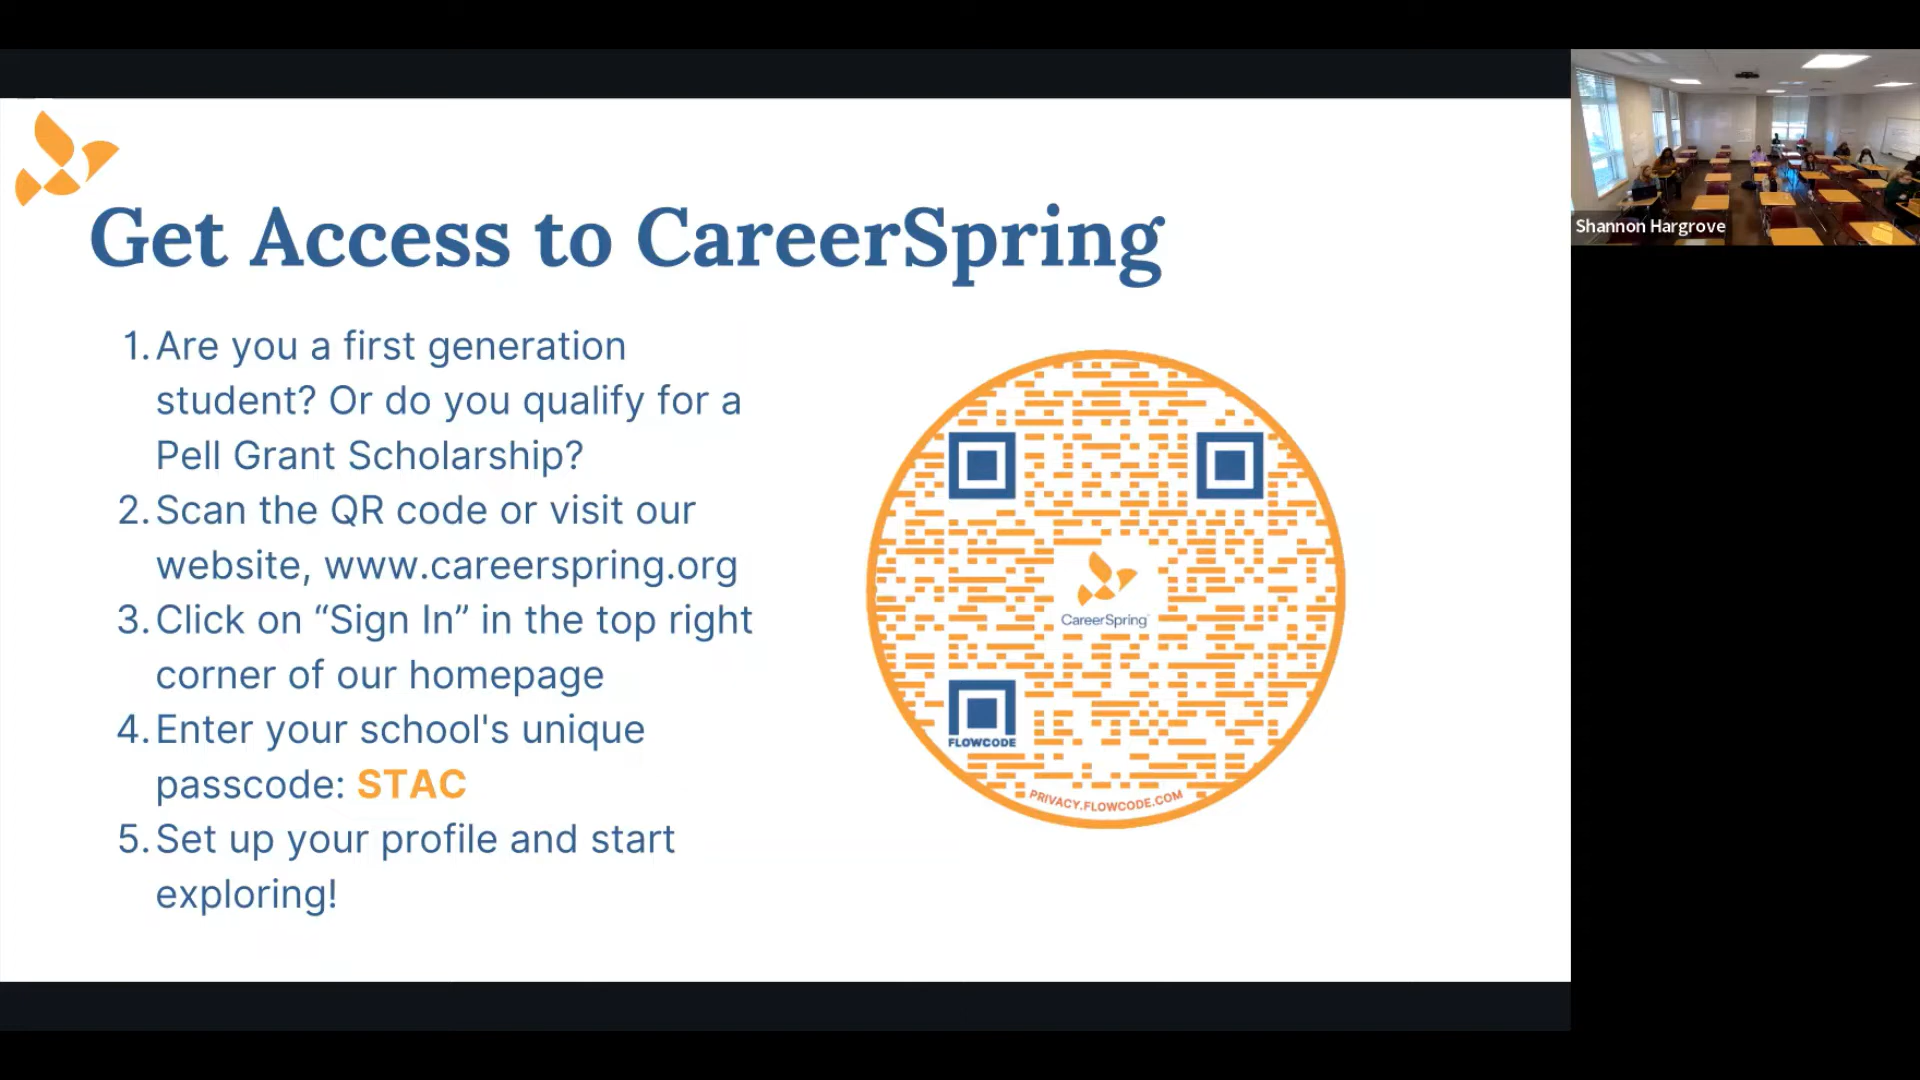 Get Access to CareerSpring
1. Are you a first generation
student? Or do you qualify for a
Pell Grant Scholarship?
2. Scan the QR code or visit our
website, www.careerspring.org
3. Click on “Sign In” in the top right
corner of our homepage
4. Enter your school's unique
passcode: STAC
5. Set up your profile and start
exploring!
CareerSpring
FLOWCODE
PRIVACY.FLOWCODE.COM
Shannon Hargrove